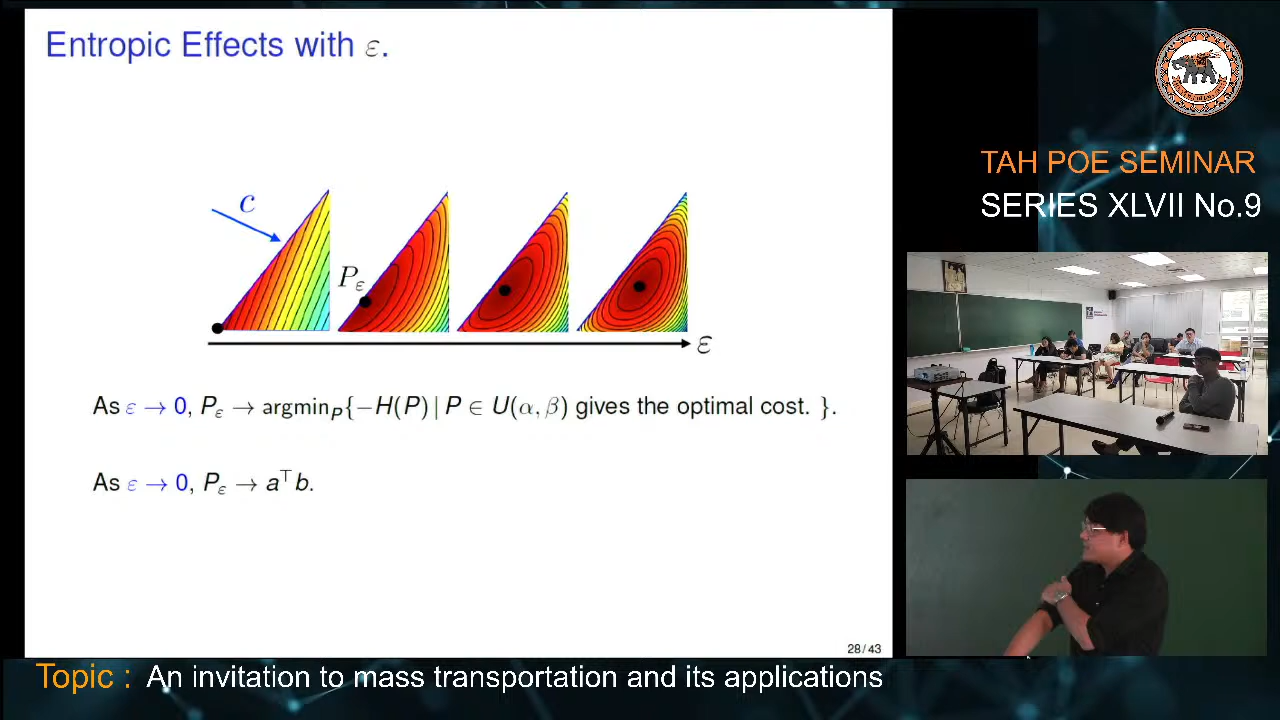 Entropic Effects with ε.
c
P_ε
ε
As ε → 0, P_ε → argmin_P{−H(P) | P ∈ U(α, β) gives the optimal cost. }.
As ε → 0, P_ε → a^⊤ b.
28/43
TAH POE SEMINAR
SERIES XLVII No.9
Topic : An invitation to mass transportation and its applications